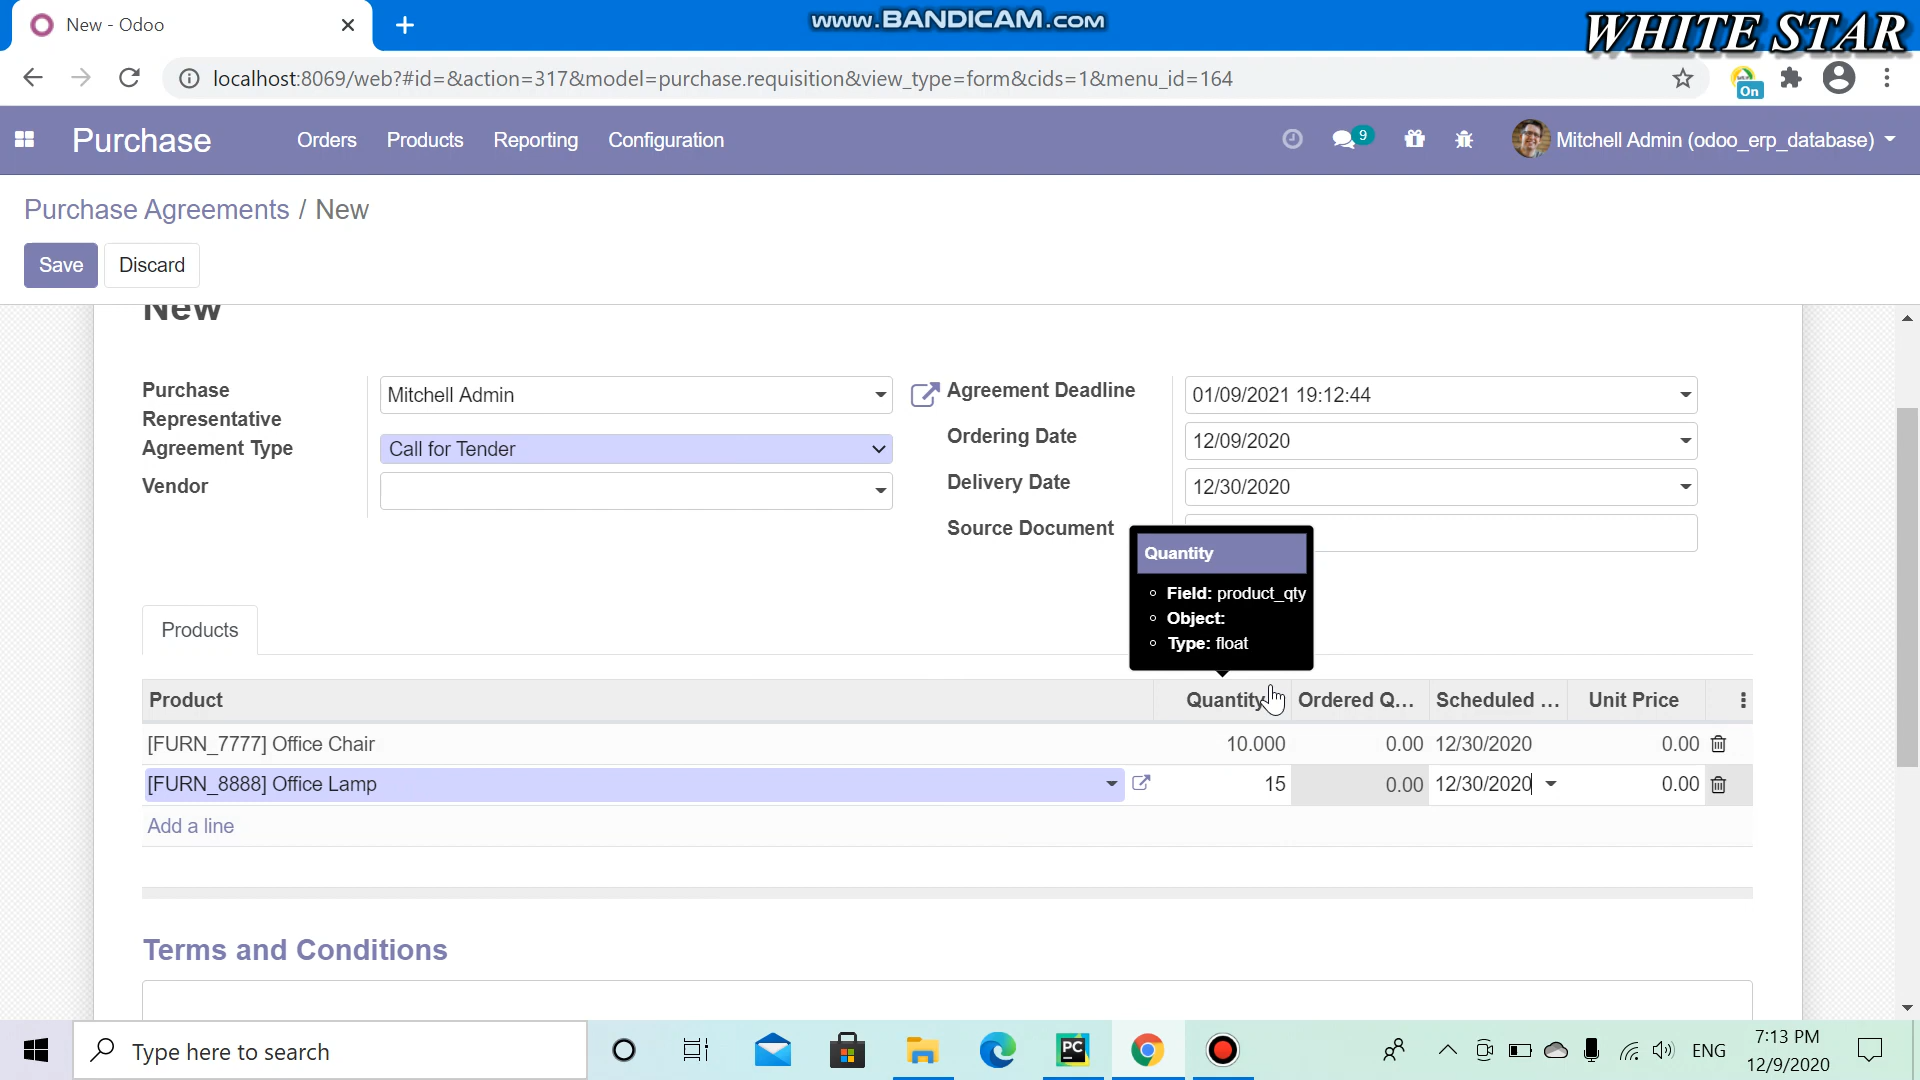 New - Odoo
www.BANDICAM.com
WHITE STAR
localhost:8069/web?#id=&action=317&model=purchase.requisition&view_type=form&cids=1&menu_id=164
On
Purchase
Orders
Products
Reporting
Configuration
9
Mitchell Admin (odoo_erp_database)
Purchase Agreements / New
Save
Discard
New
Purchase Representative
Mitchell Admin
Agreement Type
Call for Tender
Vendor
Agreement Deadline
01/09/2021 19:12:44
Ordering Date
12/09/2020
Delivery Date
12/30/2020
Source Document
Quantity
Field: product_qty
Object:
Type: float
Products
Product Quantity Ordered Q... Scheduled ... Unit Price
[FURN_7777] Office Chair 10.000 0.00 12/30/2020 0.00
[FURN_8888] Office Lamp 15 0.00 12/30/2020 0.00
Add a line
Terms and Conditions
Type here to search
PC
ENG
7:13 PM
12/9/2020